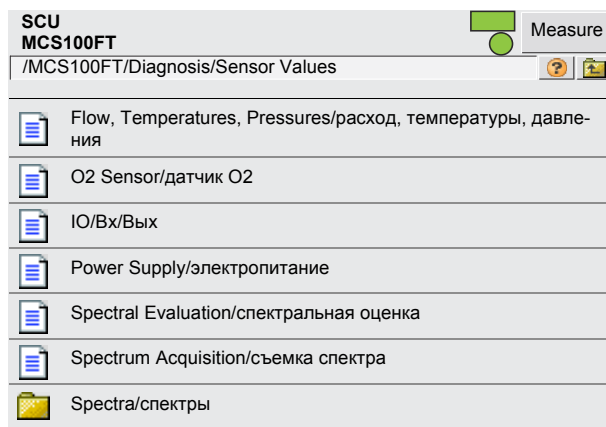 SCU
MCS100FT
Measure
/MCS100FT/Diagnosis/Sensor Values
?
Flow, Temperatures, Pressures/расход, температуры, давле-
ния
O2 Sensor/датчик O2
IO/Вх/Вых
Power Supply/электропитание
Spectral Evaluation/спектральная оценка
Spectrum Acquisition/съемка спектра
Spectra/спектры